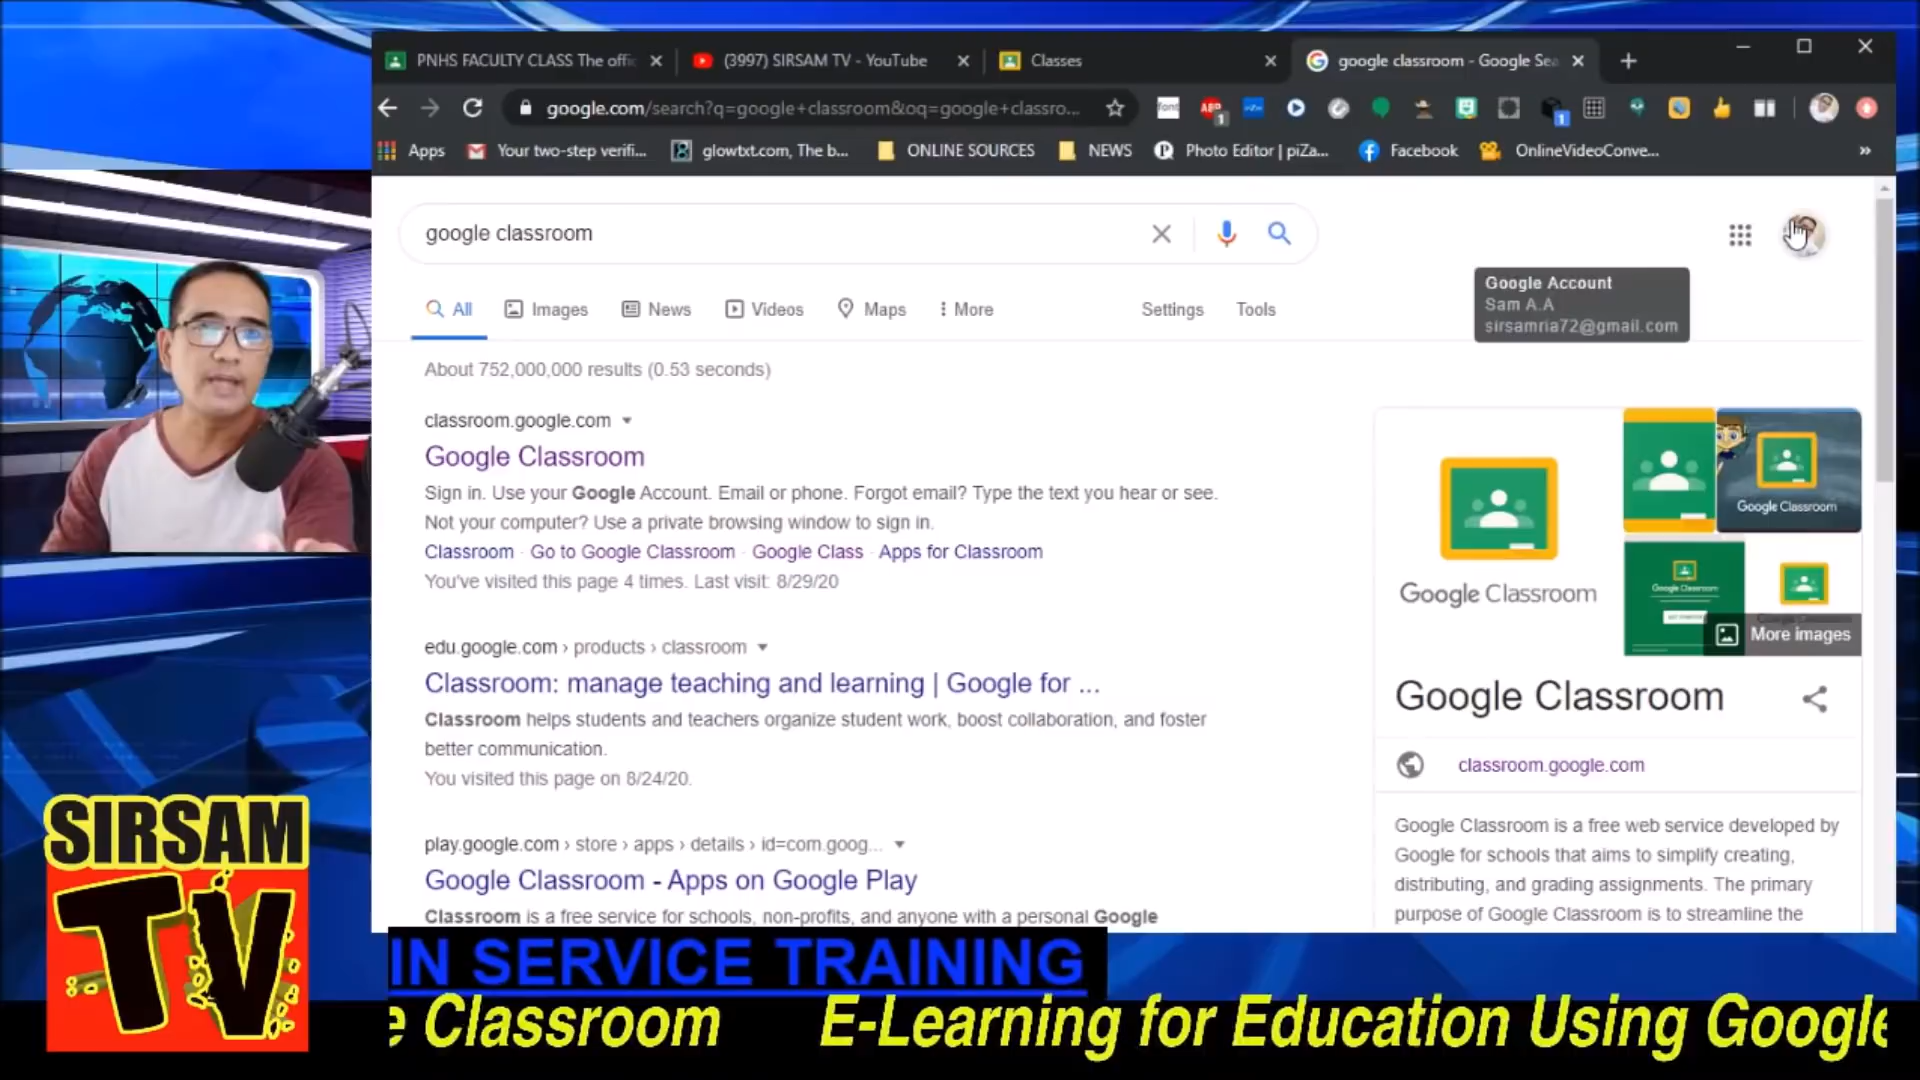 PNHS FACULTY CLASS The offi
(3997) SIRSAM TV - YouTube
Classes
google classroom - Google Sea
google.com/search?q=google+classroom&oq=google+classro...
font
ABP
1
1
Apps
Your two-step verifi...
glowtxt.com, The b...
ONLINE SOURCES
NEWS
Photo Editor | piZa...
Facebook
OnlineVideoConve...
»
google classroom
Google Account
Sam A.A
sirsamria72@gmail.com
All
Images
News
Videos
Maps
More
Settings
Tools
About 752,000,000 results (0.53 seconds)
classroom.google.com
Google Classroom
Sign in. Use your Google Account. Email or phone. Forgot email? Type the text you hear or see.
Not your computer? Use a private browsing window to sign in.
Classroom · Go to Google Classroom · Google Class · Apps for Classroom
You've visited this page 4 times. Last visit: 8/29/20
edu.google.com › products › classroom
Classroom: manage teaching and learning | Google for ...
Classroom helps students and teachers organize student work, boost collaboration, and foster
better communication.
You visited this page on 8/24/20.
play.google.com › store › apps › details › id=com.goog...
Google Classroom - Apps on Google Play
Classroom is a free service for schools, non-profits, and anyone with a personal Google
Google Classroom
Google Classroom
Google Classroom
More images
Google Classroom
classroom.google.com
Google Classroom is a free web service developed by
Google for schools that aims to simplify creating,
distributing, and grading assignments. The primary
purpose of Google Classroom is to streamline the
SIRSAM
TV
IN SERVICE TRAINING
e Classroom
E-Learning for Education Using Google